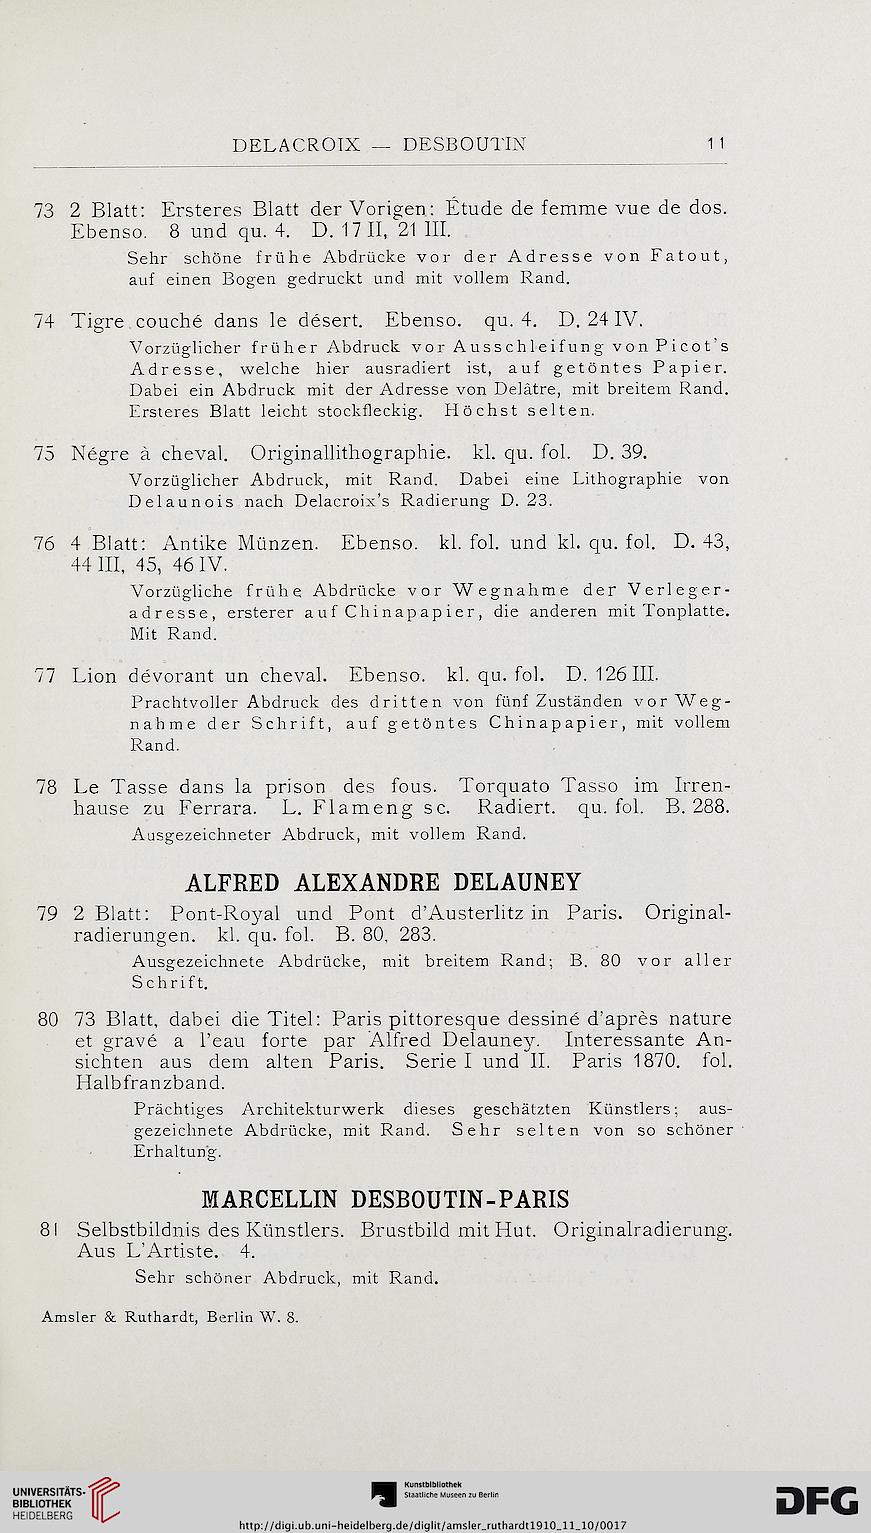 DELACROIX — DESBOUTIN 11
73 2 Blatt: Ersteres Blatt der Vorigen: Étude de femme vue de dos.
Ebenso. 8 und qu. 4. D. 17 II, 21 III.
Sehr schöne frühe Abdrücke vor der Adresse von Fatout,
auf einen Bogen gedruckt und mit vollem Rand.
74 Tigre couché dans le désert. Ebenso. qu. 4. D. 24 IV.
Vorzüglicher früher Abdruck vor Ausschleifung von Picot's
Adresse, welche hier ausradiert ist, auf getöntes Papier.
Dabei ein Abdruck mit der Adresse von Delâtre, mit breitem Rand.
Ersteres Blatt leicht stockfleckig. Höchst selten.
75 Négre à cheval. Originallithographie. kl. qu. fol. D. 39.
Vorzüglicher Abdruck, mit Rand. Dabei eine Lithographie von
Delaunois nach Delacroix's Radierung D. 23.
76 4 Blatt: Antike Münzen. Ebenso. kl. fol. und kl. qu. fol. D. 43,
44 III, 45, 46 IV.
Vorzügliche frühe Abdrücke vor Wegnahme der Verleger-
adresse, ersterer auf Chinapapier, die anderen mit Tonplatte.
Mit Rand.
77 Lion dévorant un cheval. Ebenso. kl. qu. fol. D. 126 III.
Prachtvoller Abdruck des dritten von fünf Zuständen vor Weg-
nahme der Schrift, auf getöntes Chinapapier, mit vollem
Rand.
78 Le Tasse dans la prison des fous. Torquato Tasso im Irren-
hause zu Ferrara. L. Flameng sc. Radiert. qu. fol. B. 288.
Ausgezeichneter Abdruck, mit vollem Rand.
ALFRED ALEXANDRE DELAUNEY
79 2 Blatt: Pont-Royal und Pont d'Austerlitz in Paris. Original-
radierungen. kl. qu. fol. B. 80, 283.
Ausgezeichnete Abdrücke, mit breitem Rand; B. 80 vor aller
Schrift.
80 73 Blatt, dabei die Titel: Paris pittoresque dessiné d'après nature
et gravé a l'eau forte par Alfred Delauney. Interessante An-
sichten aus dem alten Paris. Serie I und II. Paris 1870. fol.
Halbfranzband.
Prächtiges Architekturwerk dieses geschätzten Künstlers; aus-
gezeichnete Abdrücke, mit Rand. Sehr selten von so schöner
Erhaltung.
MARCELLIN DESBOUTIN-PARIS
81 Selbstbildnis des Künstlers. Brustbild mit Hut. Originalradierung.
Aus L'Artiste. 4.
Sehr schöner Abdruck, mit Rand.
Amsler & Ruthardt, Berlin W. 8.
UNIVERSITÄTS-
BIBLIOTHEK
HEIDELBERG
Kunstbibliothek
Staatliche Museen zu Berlin
DFG
http://digi.ub.uni-heidelberg.de/diglit/amsler_ruthardt1910_11_10/0017